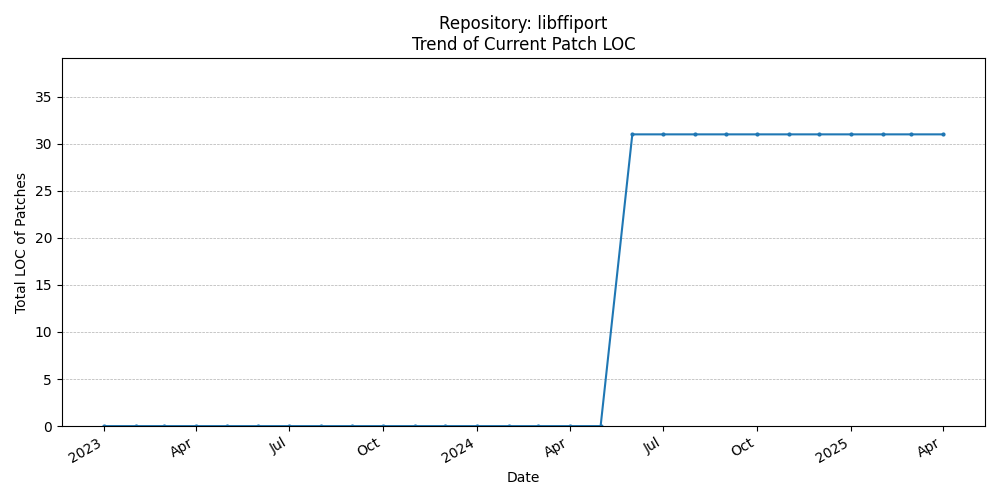 Repository: libffiport
Trend of Current Patch LOC
Total LOC of Patches
35
30
25
20
15
10
5
0
2023
Apr
Jul
Oct
2024
Apr
Jul
Oct
2025
Apr
Date